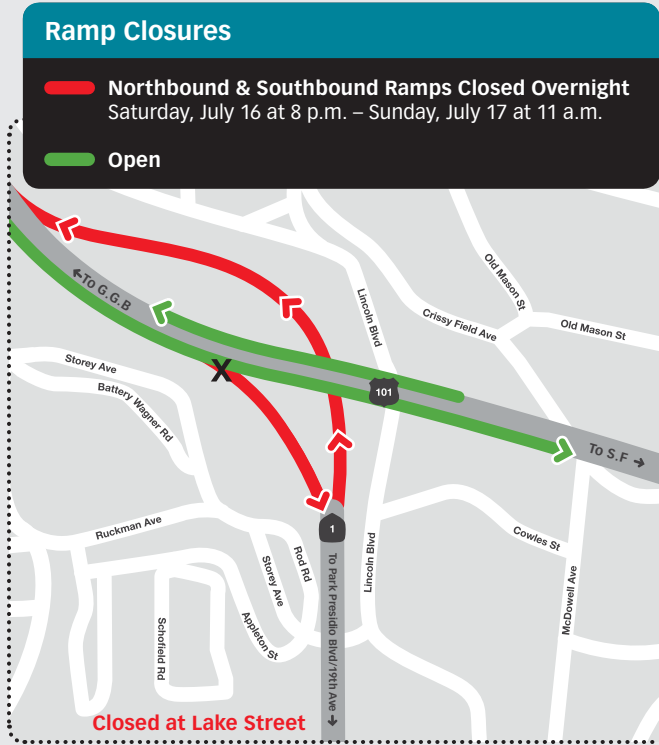 Ramp Closures
Northbound & Southbound Ramps Closed Overnight
Saturday, July 16 at 8 p.m. – Sunday, July 17 at 11 a.m.
Open
←To G.G.B
Lincoln Blvd
Old Mason St
Crissy Field Ave
Old Mason St
Storey Ave
Battery Wagner Rd
X
101
To S.F →
Ruckman Ave
1
Cowles St
Storey Ave
Rod Rd
Lincoln Blvd
To Park Presidio Blvd/19th Ave →
McDowell Ave
Schofield Rd
Appleton St
Closed at Lake Street